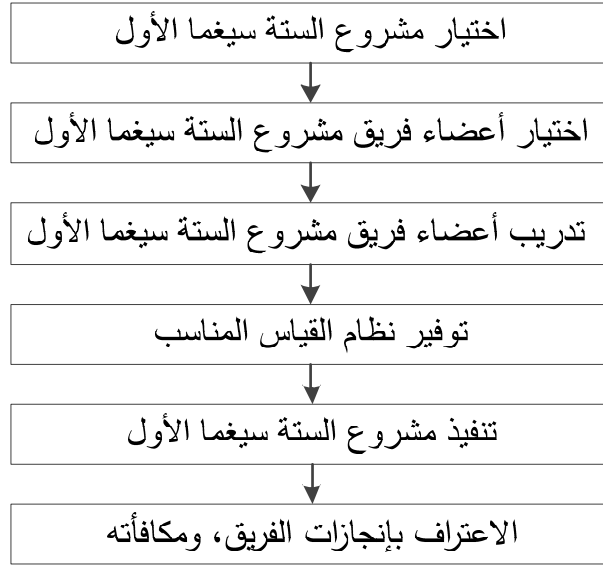 اختيار مشروع الستة سيغما الأول
اختيار أعضاء فريق مشروع الستة سيغما الأول
تدريب أعضاء فريق مشروع الستة سيغما الأول
توفير نظام القياس المناسب
تنفيذ مشروع الستة سيغما الأول
الاعتراف بإنجازات الفريق، ومكافأته